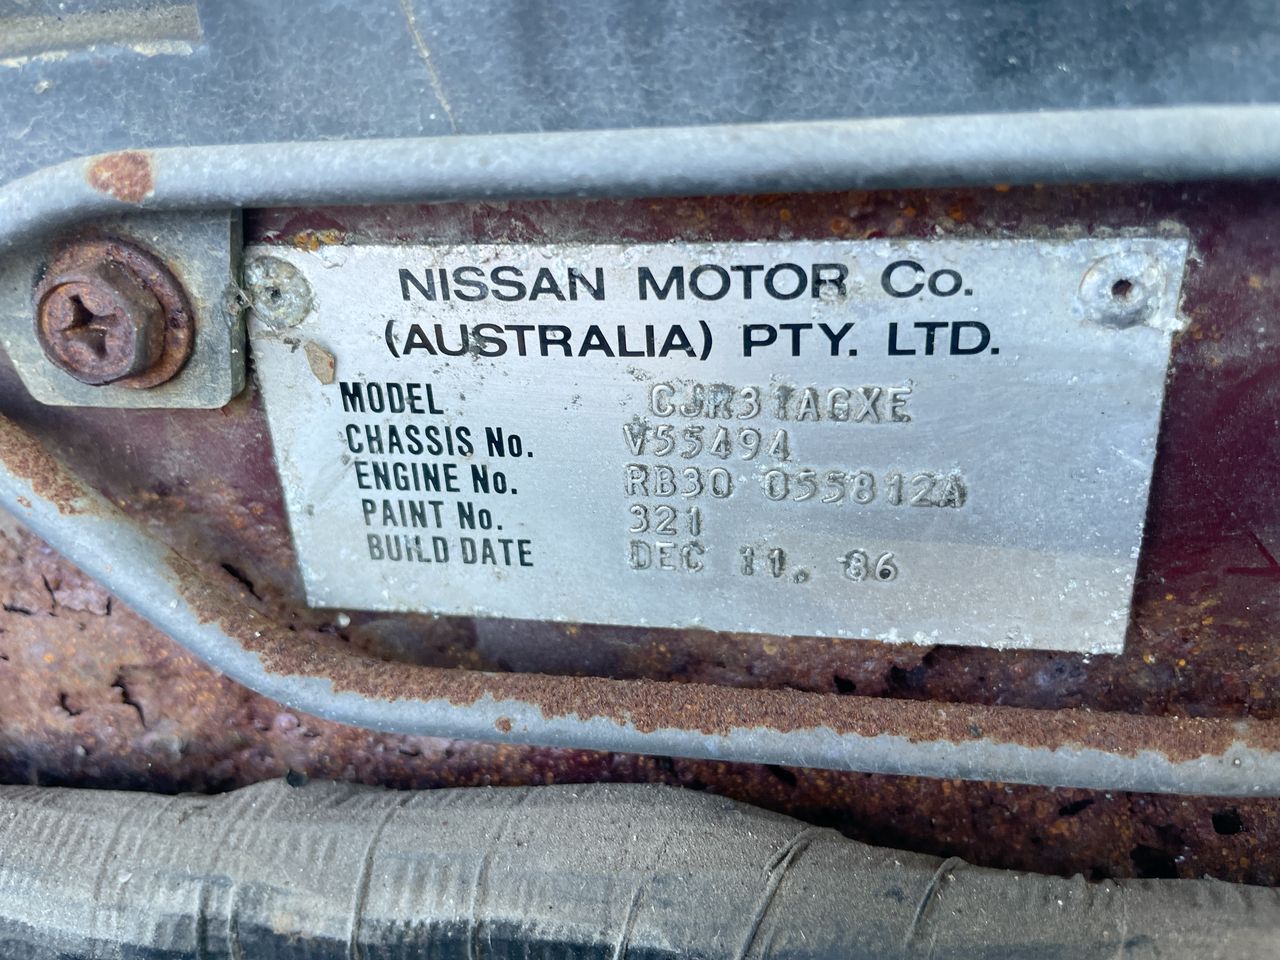 NISSAN MOTOR Co.
(AUSTRALIA) PTY. LTD.
MODEL CJR31AGXE
CHASSIS No. V55494
ENGINE No. RB30 055812A
PAINT No. 321
BUILD DATE DEC 11, 86